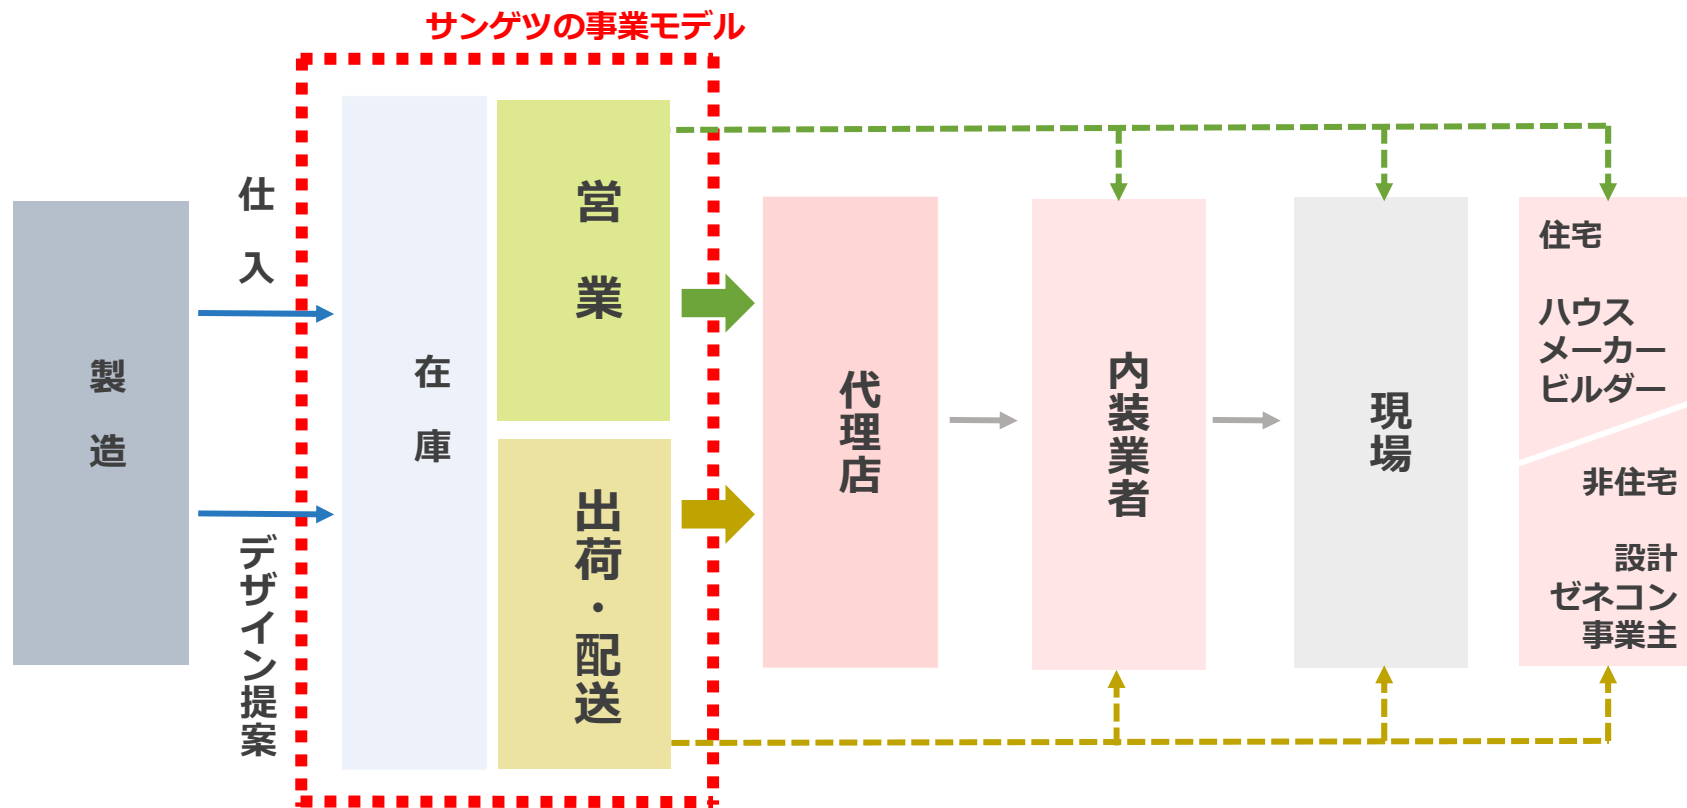 サンゲツの事業モデル
製造
仕入
デザイン提案
在庫
営業
出荷・配送
代理店
内装業者
現場
住宅
ハウス
メーカー
ビルダー
非住宅
設計
ゼネコン
事業主